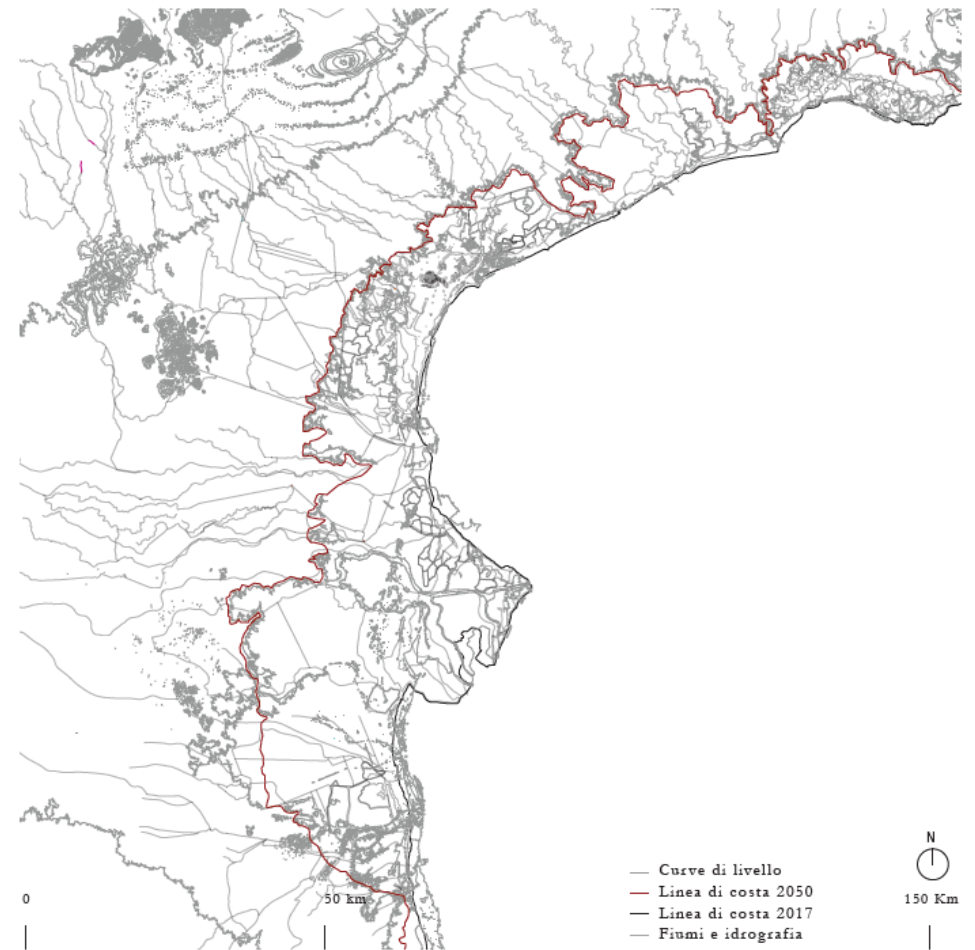 N
Curve di livello
Linea di costa 2050
Linea di costa 2017
Fiumi e idrografia
0
50 Km
150 Km